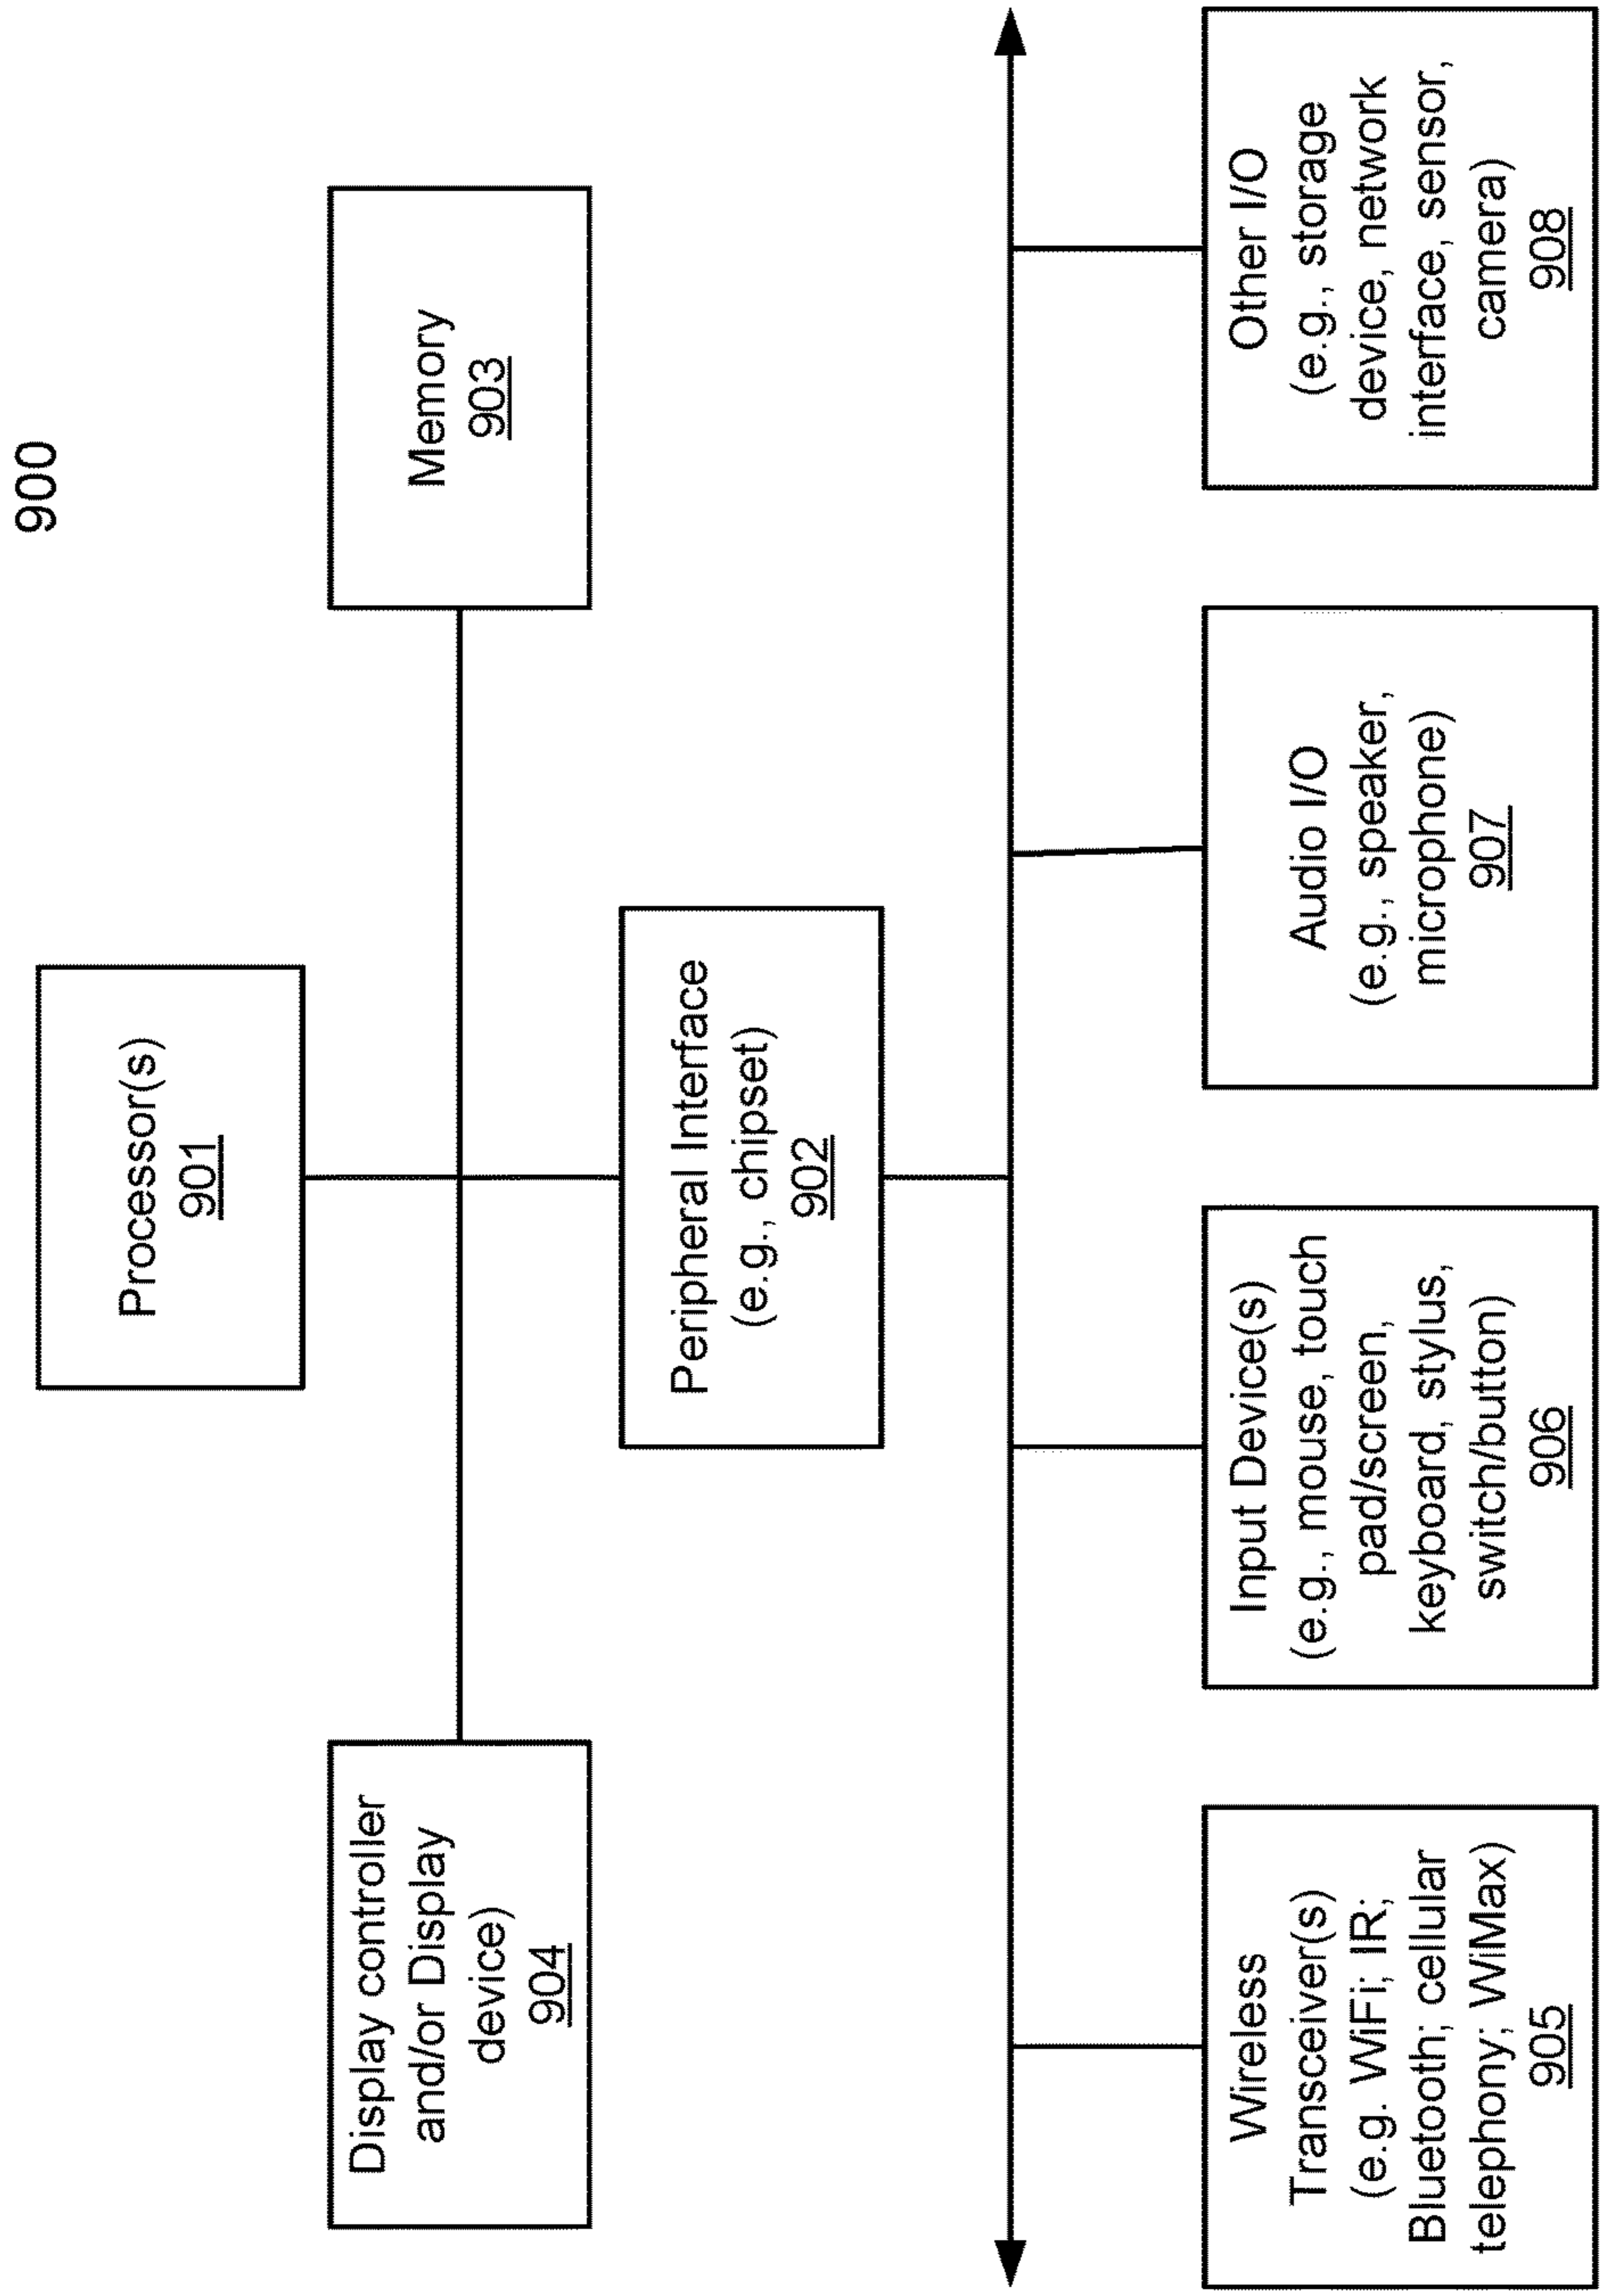 900
Processor(s)
901
Display controller
and/or Display
device)
904
Memory
903
Peripheral Interface
(e.g., chipset)
902
Wireless
Transceiver(s)
(e.g. WiFi; IR;
Bluetooth; cellular
telephony; WiMax)
905
Input Device(s)
(e.g., mouse, touch
pad/screen,
keyboard, stylus,
switch/button)
906
Audio I/O
(e.g., speaker,
microphone)
907
Other I/O
(e.g., storage
device, network
interface, sensor,
camera)
908